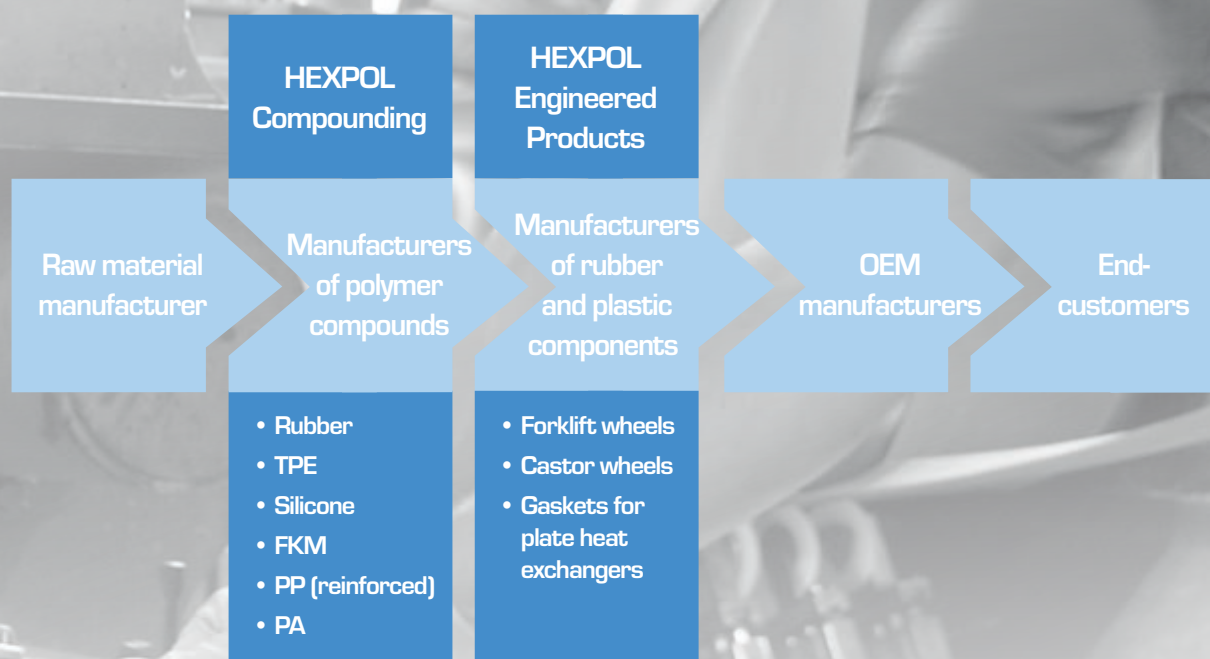 HEXPOL
Compounding
HEXPOL
Engineered
Products
Raw material
manufacturer
Manufacturers
of polymer
compounds
Manufacturers
of rubber
and plastic
components
OEM
manufacturers
End-
customers
• Rubber
• TPE
• Silicone
• FKM
• PP (reinforced)
• PA
• Forklift wheels
• Castor wheels
• Gaskets for
plate heat
exchangers